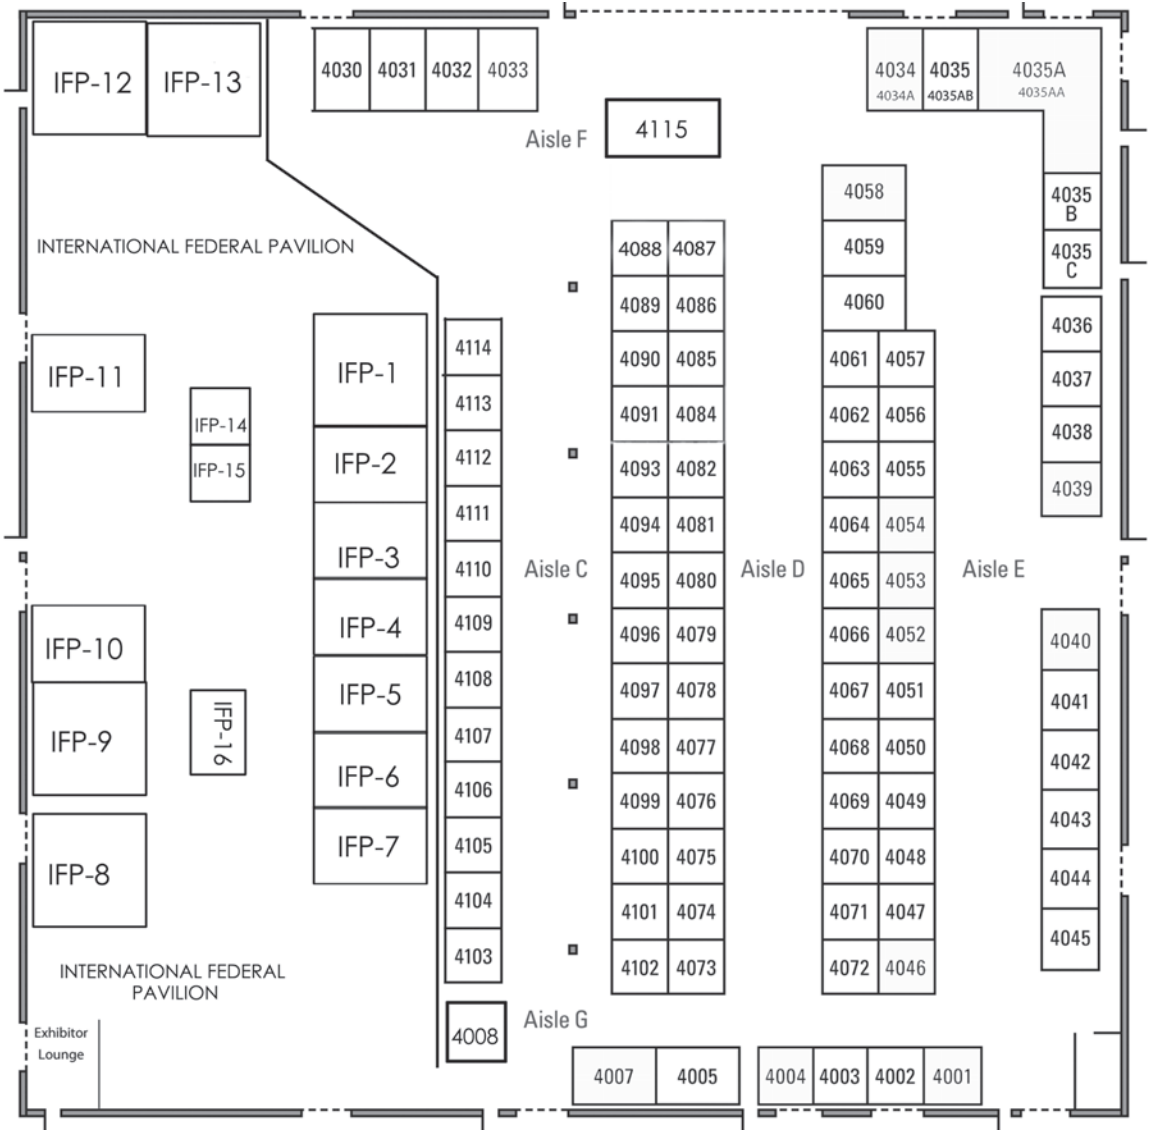 IFP-12 IFP-13
4030 4031 4032 4033
4034 4035 4035A
4034A 4035AB 4035AA
Aisle F
4115
4058
4035
B
INTERNATIONAL FEDERAL PAVILION
4088 4087
4059
4035
C
4089 4086
4060
4036
IFP-11
IFP-1
4114
4090 4085
4061 4057
4037
4113
4091 4084
4062 4056
4038
IFP-14
IFP-15
IFP-2
4112
4093 4082
4063 4055
4039
4111
4094 4081
4064 4054
IFP-3
4110
Aisle C
4095 4080
Aisle D
4065 4053
Aisle E
IFP-10
IFP-4
4109
4096 4079
4066 4052
4040
IFP-5
4108
4097 4078
4067 4051
4041
IFP-9
IFP-16
4107
4098 4077
4068 4050
4042
IFP-6
4106
4099 4076
4069 4049
4043
IFP-8
IFP-7
4105
4100 4075
4070 4048
4044
4104
4101 4074
4071 4047
4045
4103
4102 4073
4072 4046
INTERNATIONAL FEDERAL
PAVILION
Exhibitor
Lounge
4008
Aisle G
4007 4005
4004 4003 4002 4001